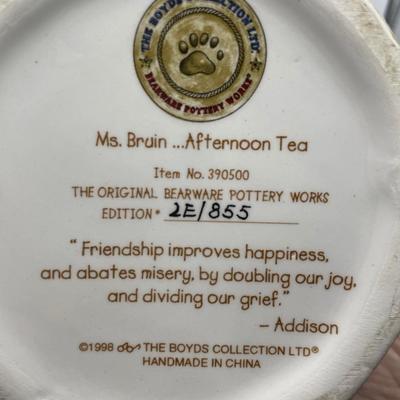 THE BOYDS COLLECTION LTD.
BEARWARE POTTERY WORKS
Ms. Bruin ...Afternoon Tea
Item No. 390500
THE ORIGINAL BEARWARE POTTERY WORKS
EDITION # 2E/855
"Friendship improves happiness,
and abates misery, by doubling our joy,
and dividing our grief."
– Addison
©1998 THE BOYDS COLLECTION LTD®
HANDMADE IN CHINA